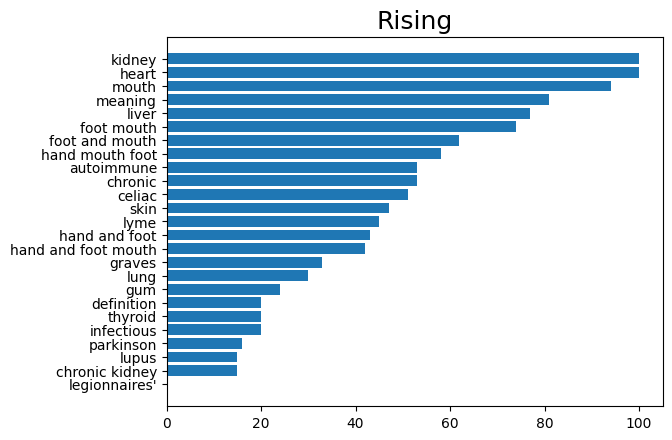 Rising
kidney
heart
mouth
meaning
liver
foot mouth
foot and mouth
hand mouth foot
autoimmune
chronic
celiac
skin
lyme
hand and foot
hand and foot mouth
graves
lung
gum
definition
thyroid
infectious
parkinson
lupus
chronic kidney
legionnaires'
0 20 40 60 80 100